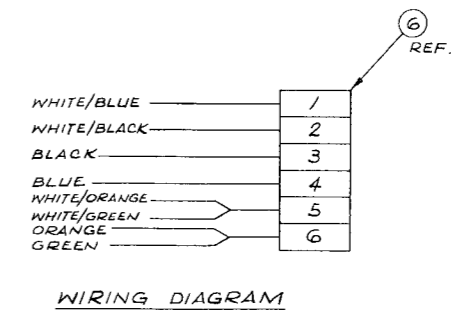 6
REF.
WHITE/BLUE 1
WHITE/BLACK 2
BLACK 3
BLUE 4
WHITE/ORANGE
WHITE/GREEN 5
ORANGE
GREEN 6
WIRING DIAGRAM